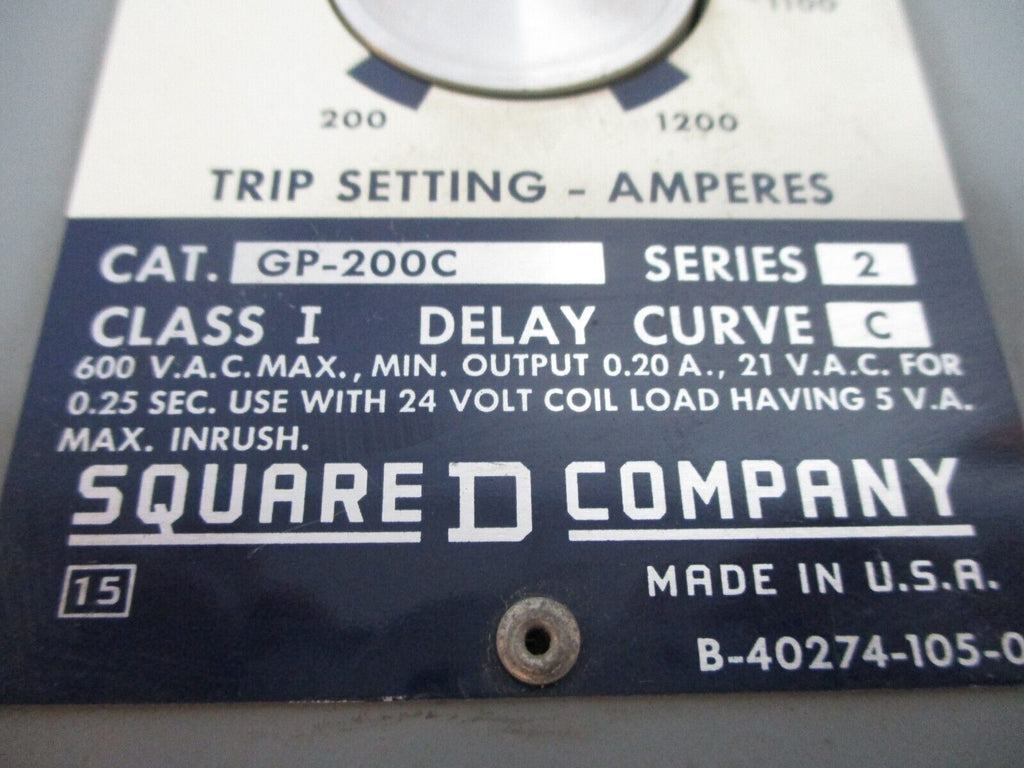 1100
200 1200
TRIP SETTING - AMPERES
CAT. GP-200C SERIES 2
CLASS I DELAY CURVE C
600 V.A.C. MAX., MIN. OUTPUT 0.20 A., 21 V.A.C. FOR
0.25 SEC. USE WITH 24 VOLT COIL LOAD HAVING 5 V.A.
MAX. INRUSH.
SQUARE D COMPANY
15 MADE IN U.S.A.
B-40274-105-0